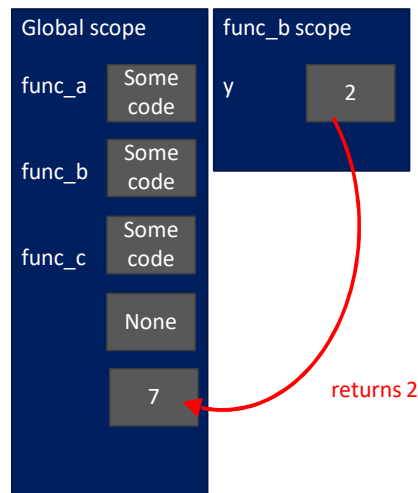 Global scope
func_a
Some
code
func_b
Some
code
func_c
Some
code
None
7
func_b scope
y
2
returns 2